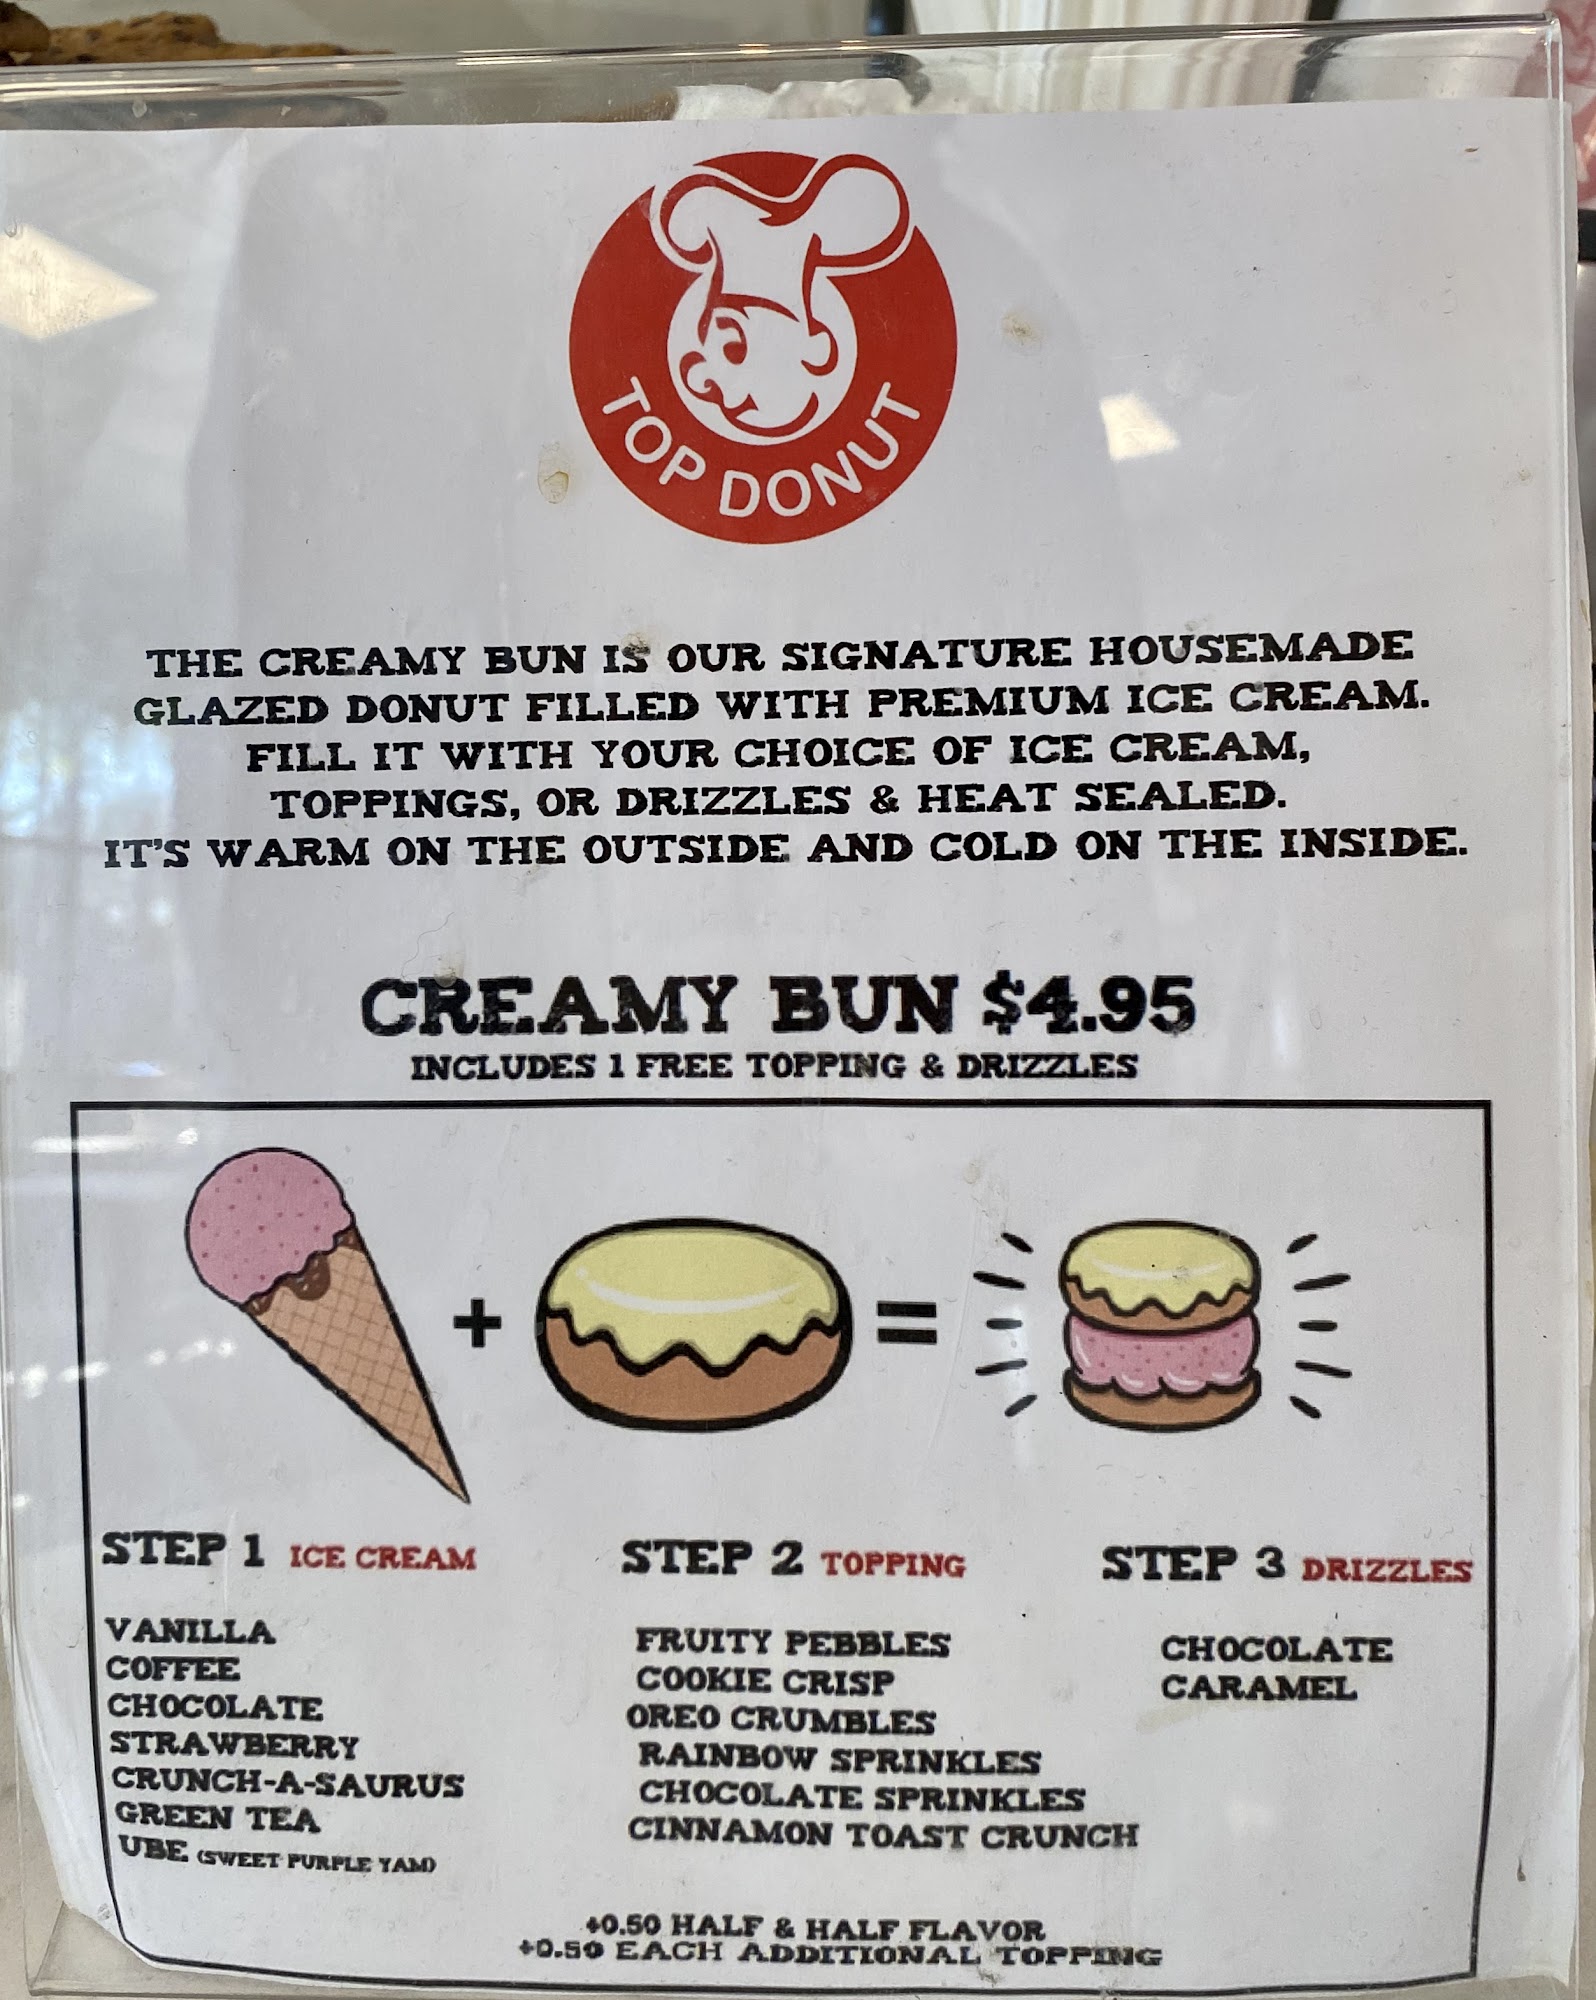 TOP DONUT
THE CREAMY BUN IS OUR SIGNATURE HOUSEMADE
GLAZED DONUT FILLED WITH PREMIUM ICE CREAM.
FILL IT WITH YOUR CHOICE OF ICE CREAM,
TOPPINGS, OR DRIZZLES & HEAT SEALED.
IT'S WARM ON THE OUTSIDE AND COLD ON THE INSIDE.
CREAMY BUN $4.95
INCLUDES 1 FREE TOPPING & DRIZZLES
+ =
STEP 1 ICE CREAM
VANILLA
COFFEE
CHOCOLATE
STRAWBERRY
CRUNCH-A-SAURUS
GREEN TEA
UBE (SWEET PURPLE YAM)
STEP 2 TOPPING
FRUITY PEBBLES
COOKIE CRISP
OREO CRUMBLES
RAINBOW SPRINKLES
CHOCOLATE SPRINKLES
CINNAMON TOAST CRUNCH
STEP 3 DRIZZLES
CHOCOLATE
CARAMEL
+0.50 HALF & HALF FLAVOR
+0.50 EACH ADDITIONAL TOPPING